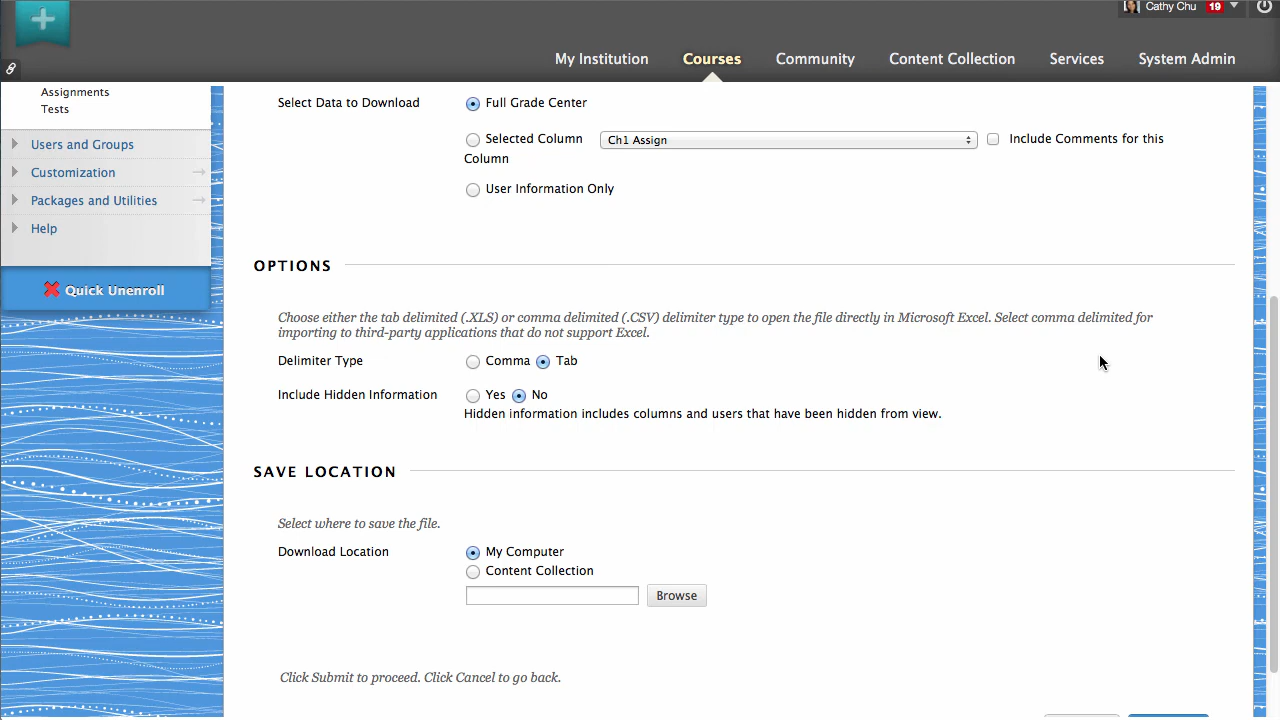 Cathy Chu 19
My Institution Courses Community Content Collection Services System Admin
Assignments
Tests
Users and Groups
Customization
Packages and Utilities
Help
Quick Unenroll
Select Data to Download Full Grade Center
Selected Column Ch1 Assign Include Comments for this
Column
User Information Only
OPTIONS
Choose either the tab delimited (.XLS) or comma delimited (.CSV) delimiter type to open the file directly in Microsoft Excel. Select comma delimited for
importing to third-party applications that do not support Excel.
Delimiter Type Comma Tab
Include Hidden Information Yes No
Hidden information includes columns and users that have been hidden from view.
SAVE LOCATION
Select where to save the file.
Download Location My Computer
Content Collection
Browse
Click Submit to proceed. Click Cancel to go back.